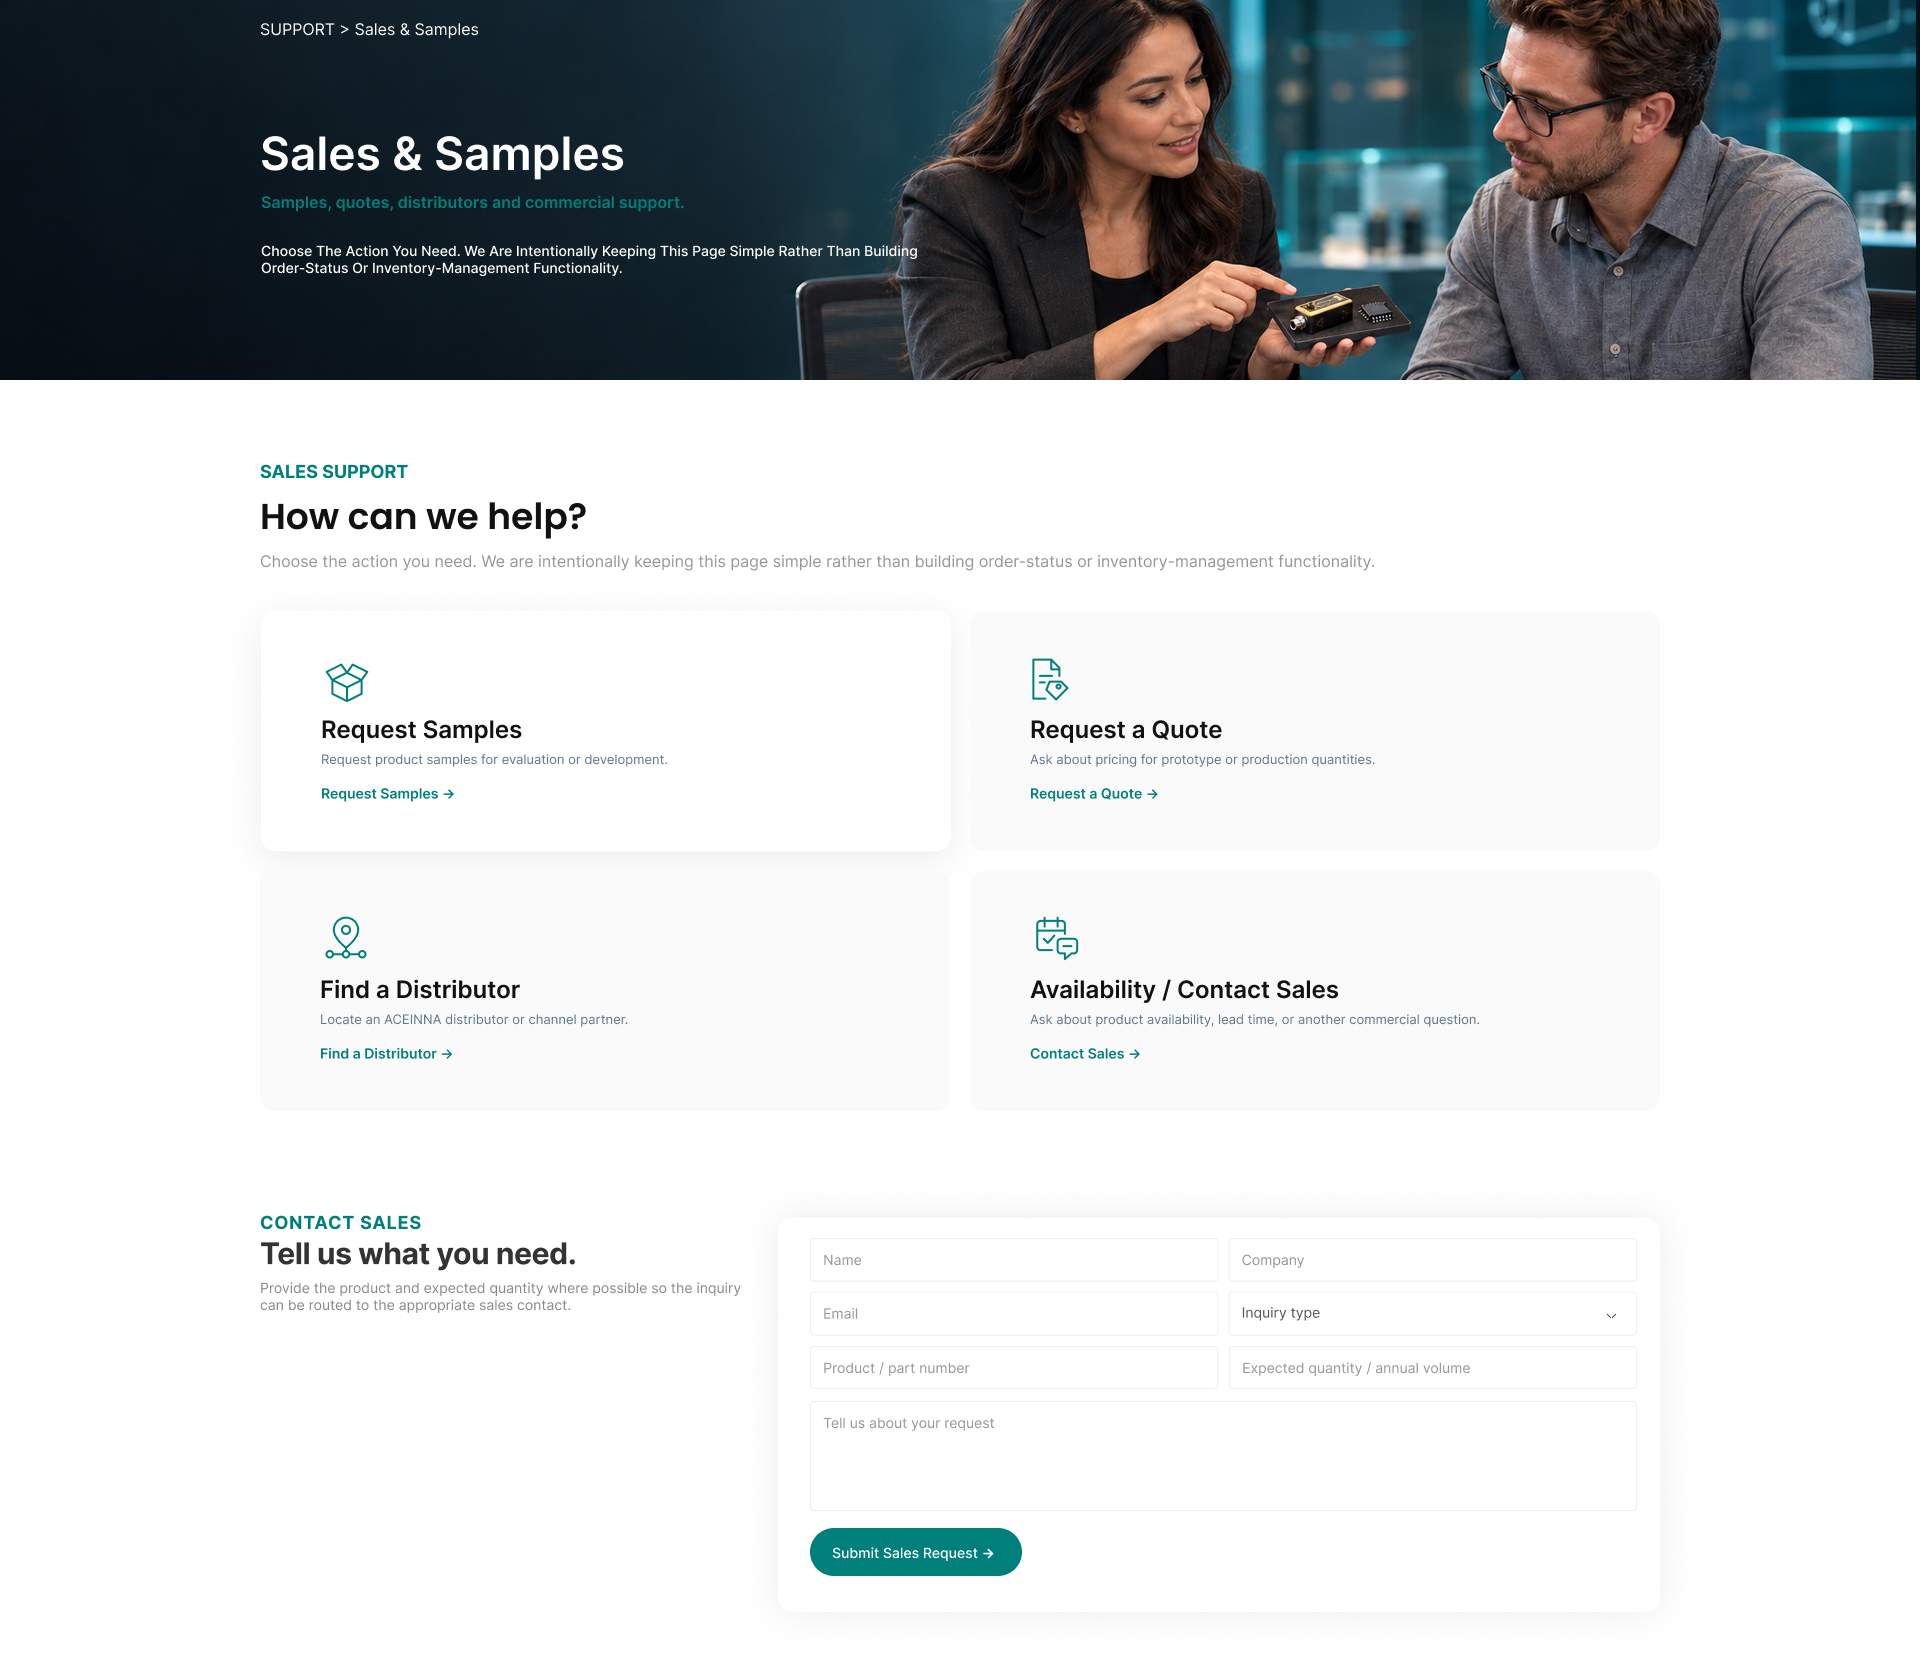 SUPPORT > Sales & Samples
Sales & Samples
Samples, quotes, distributors and commercial support.
Choose The Action You Need. We Are Intentionally Keeping This Page Simple Rather Than Building
Order-Status Or Inventory-Management Functionality.
SALES SUPPORT
How can we help?
Choose the action you need. We are intentionally keeping this page simple rather than building order-status or inventory-management functionality.
Request Samples
Request product samples for evaluation or development.
Request Samples →
Request a Quote
Ask about pricing for prototype or production quantities.
Request a Quote →
Find a Distributor
Locate an ACEINNA distributor or channel partner.
Find a Distributor →
Availability / Contact Sales
Ask about product availability, lead time, or another commercial question.
Contact Sales →
CONTACT SALES
Tell us what you need.
Provide the product and expected quantity where possible so the inquiry
can be routed to the appropriate sales contact.
Name
Company
Email
Inquiry type
Product / part number
Expected quantity / annual volume
Tell us about your request
Submit Sales Request →